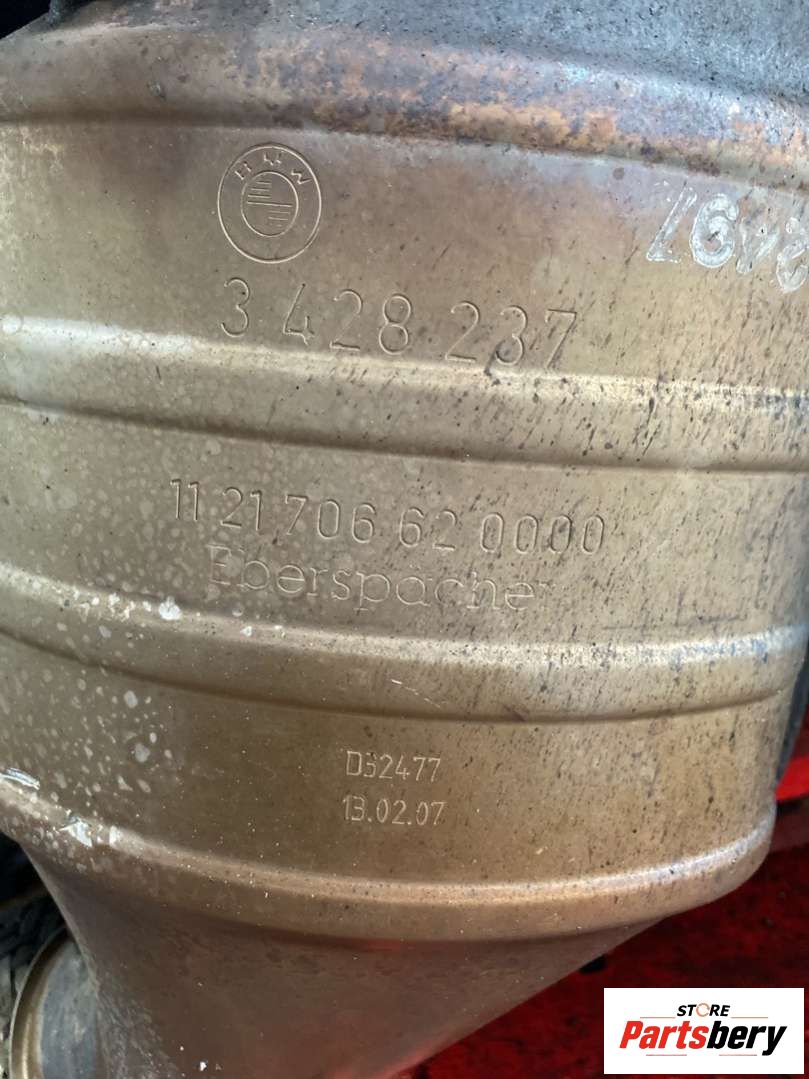 BMW
3 428 237
11 21 706 62 0000
Eberspächer
D32477
13.02.07
STORE
Partsbery